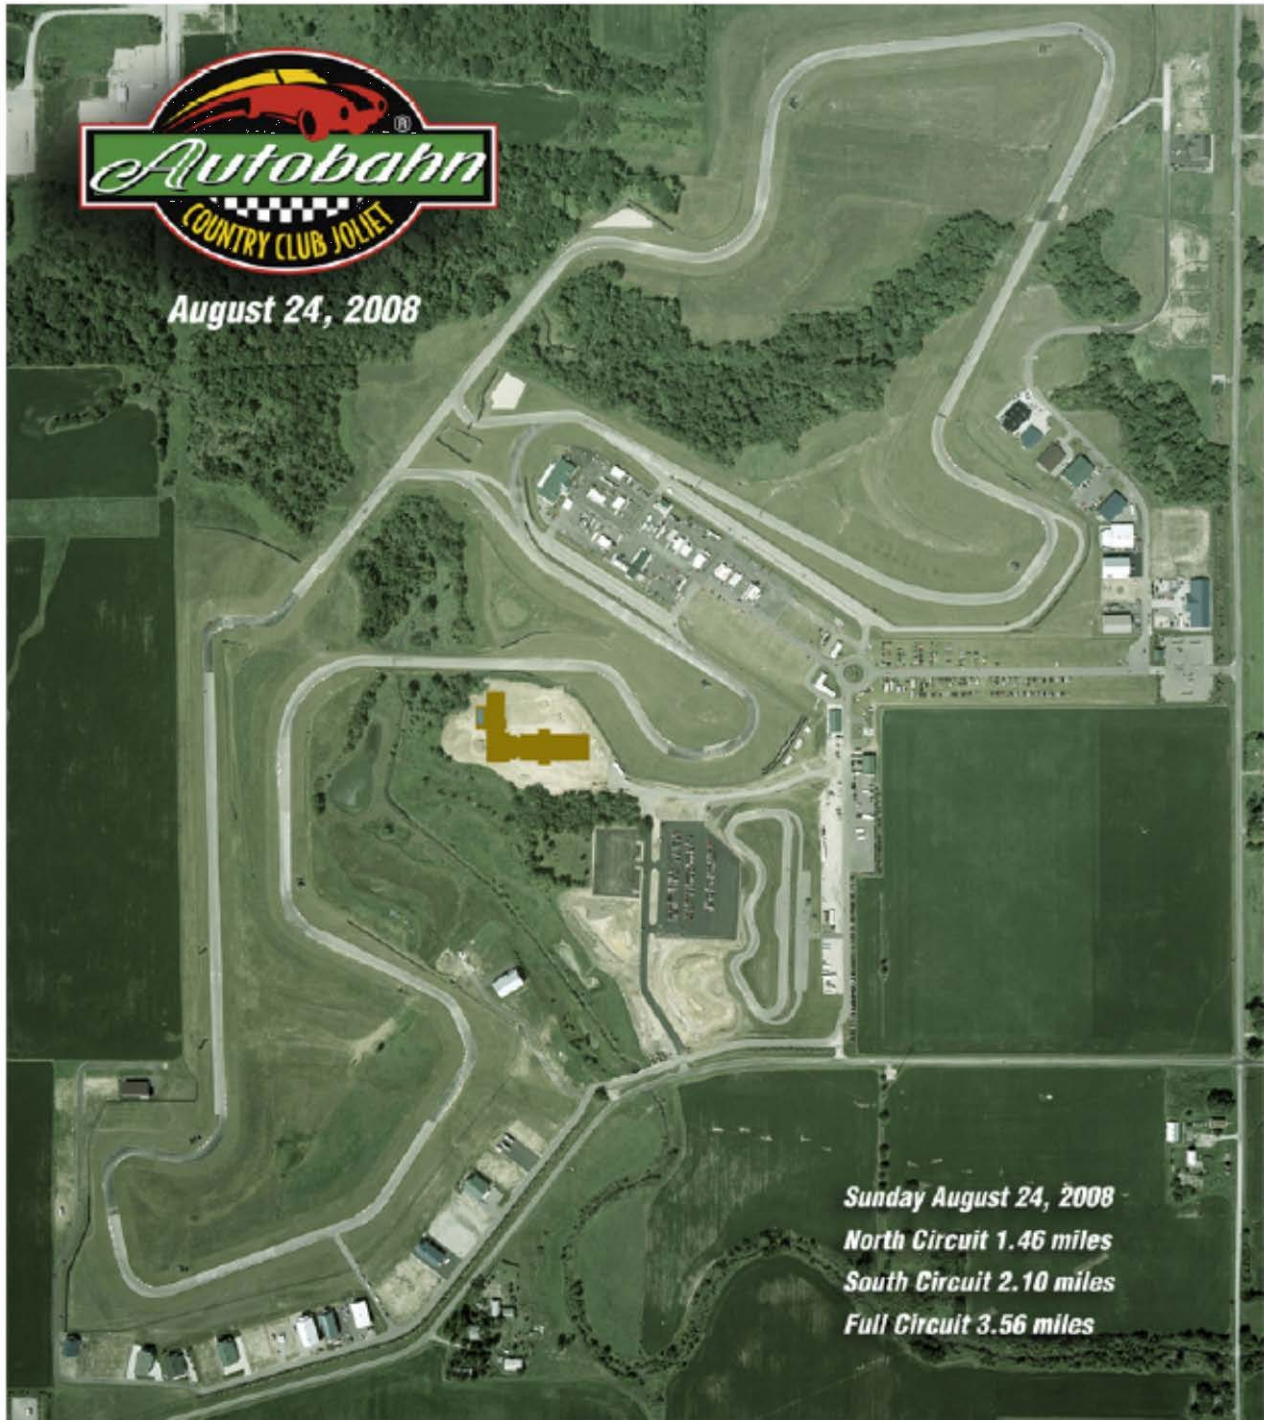 Autobahn ®
COUNTRY CLUB JOLIET
August 24, 2008
Sunday August 24, 2008
North Circuit 1.46 miles
South Circuit 2.10 miles
Full Circuit 3.56 miles